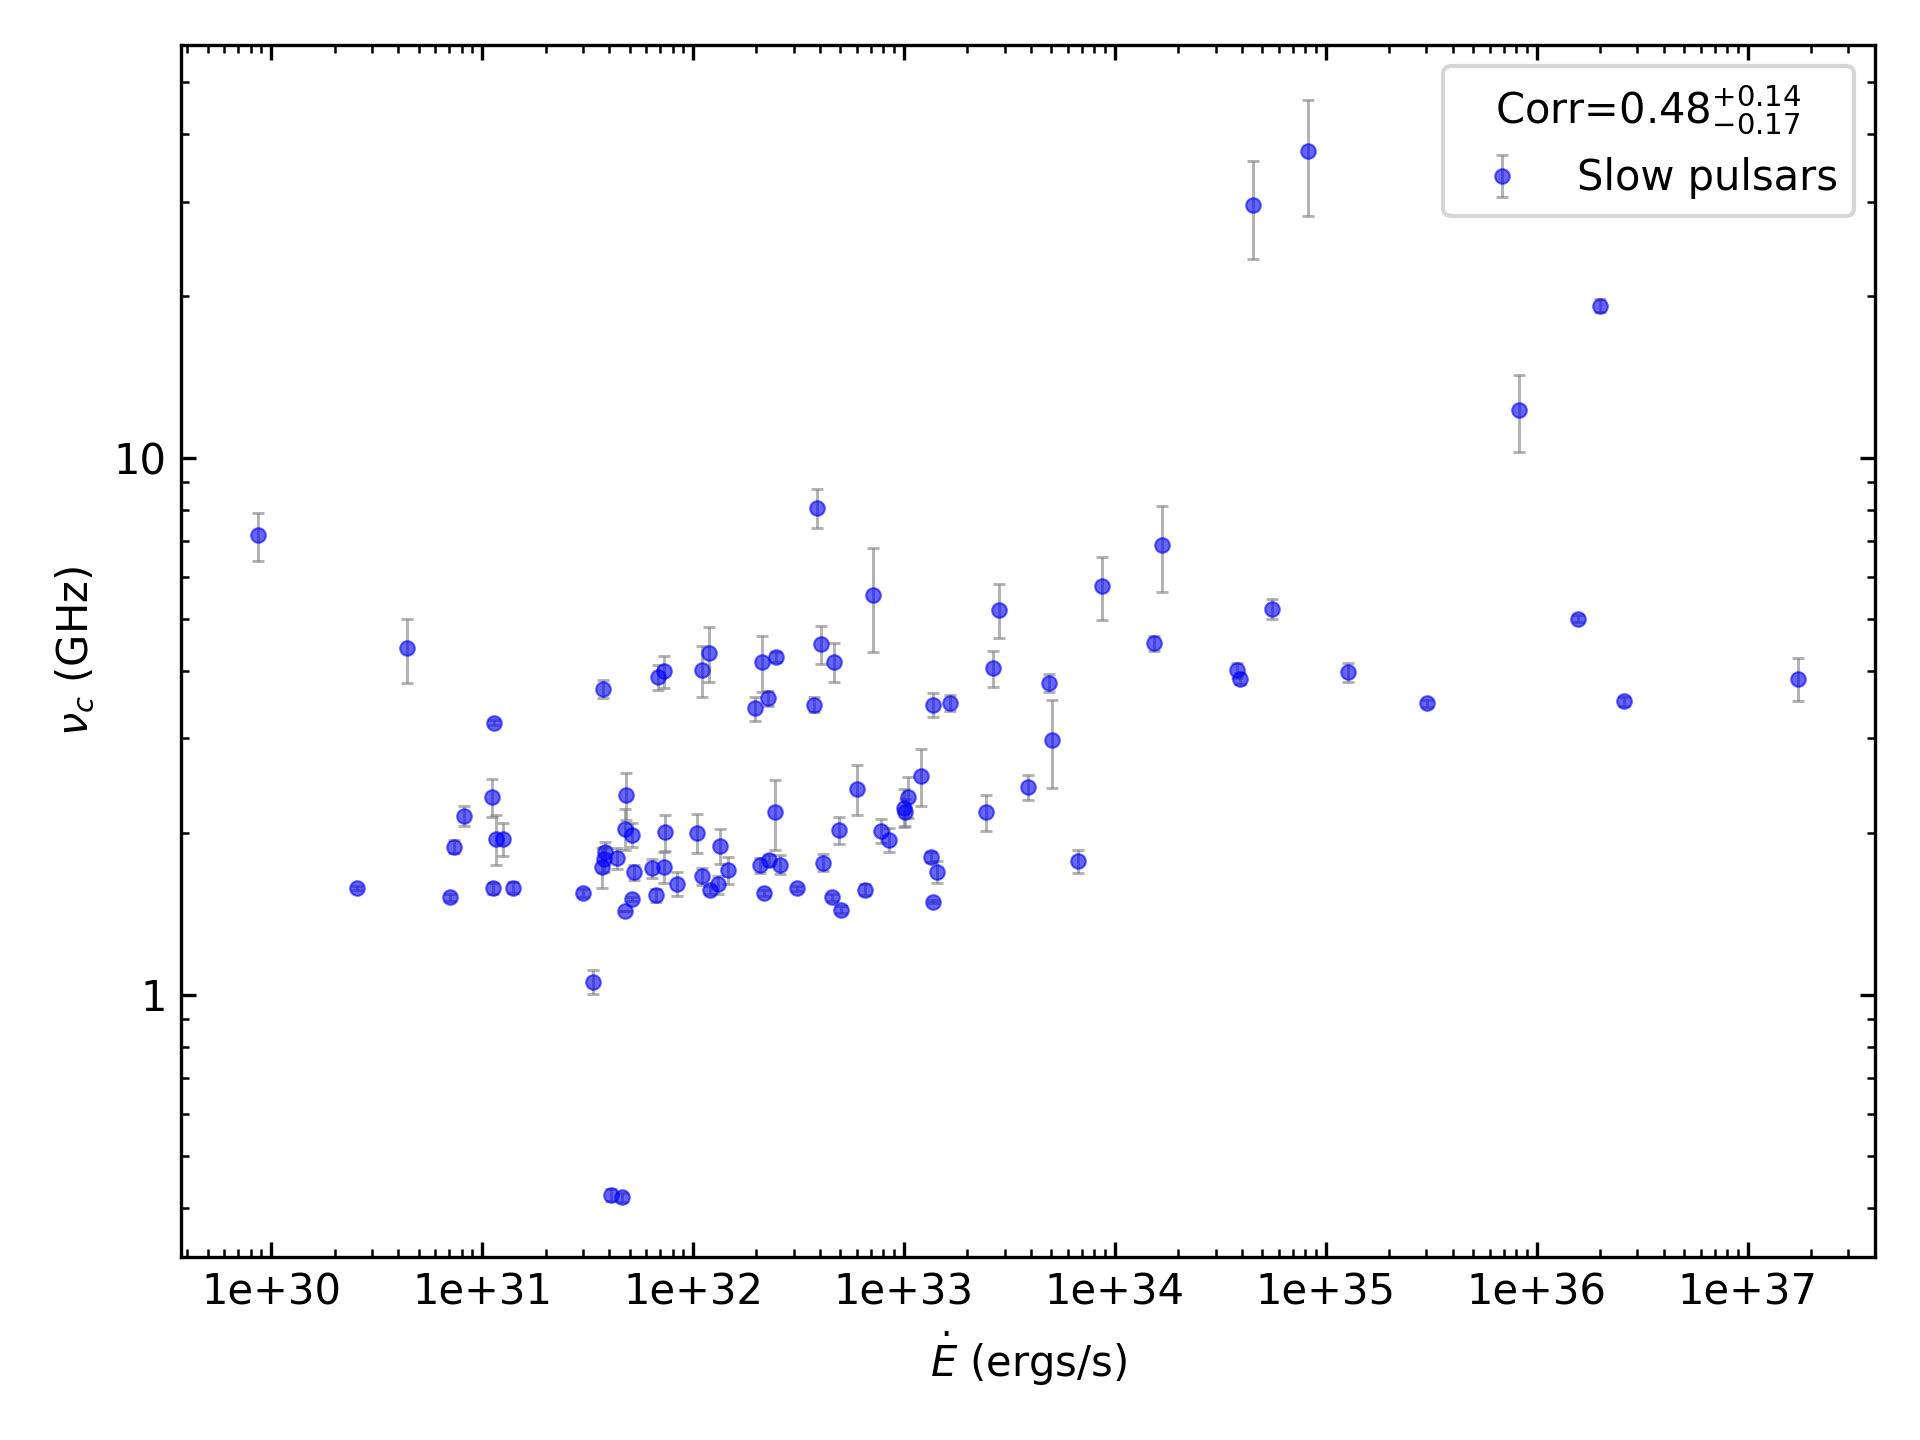 Corr=0.48$^{+0.14}_{-0.17}$
Slow pulsars
10
1
ν$_c$ (GHz)
1e+30 1e+31 1e+32 1e+33 1e+34 1e+35 1e+36 1e+37
Ė (ergs/s)